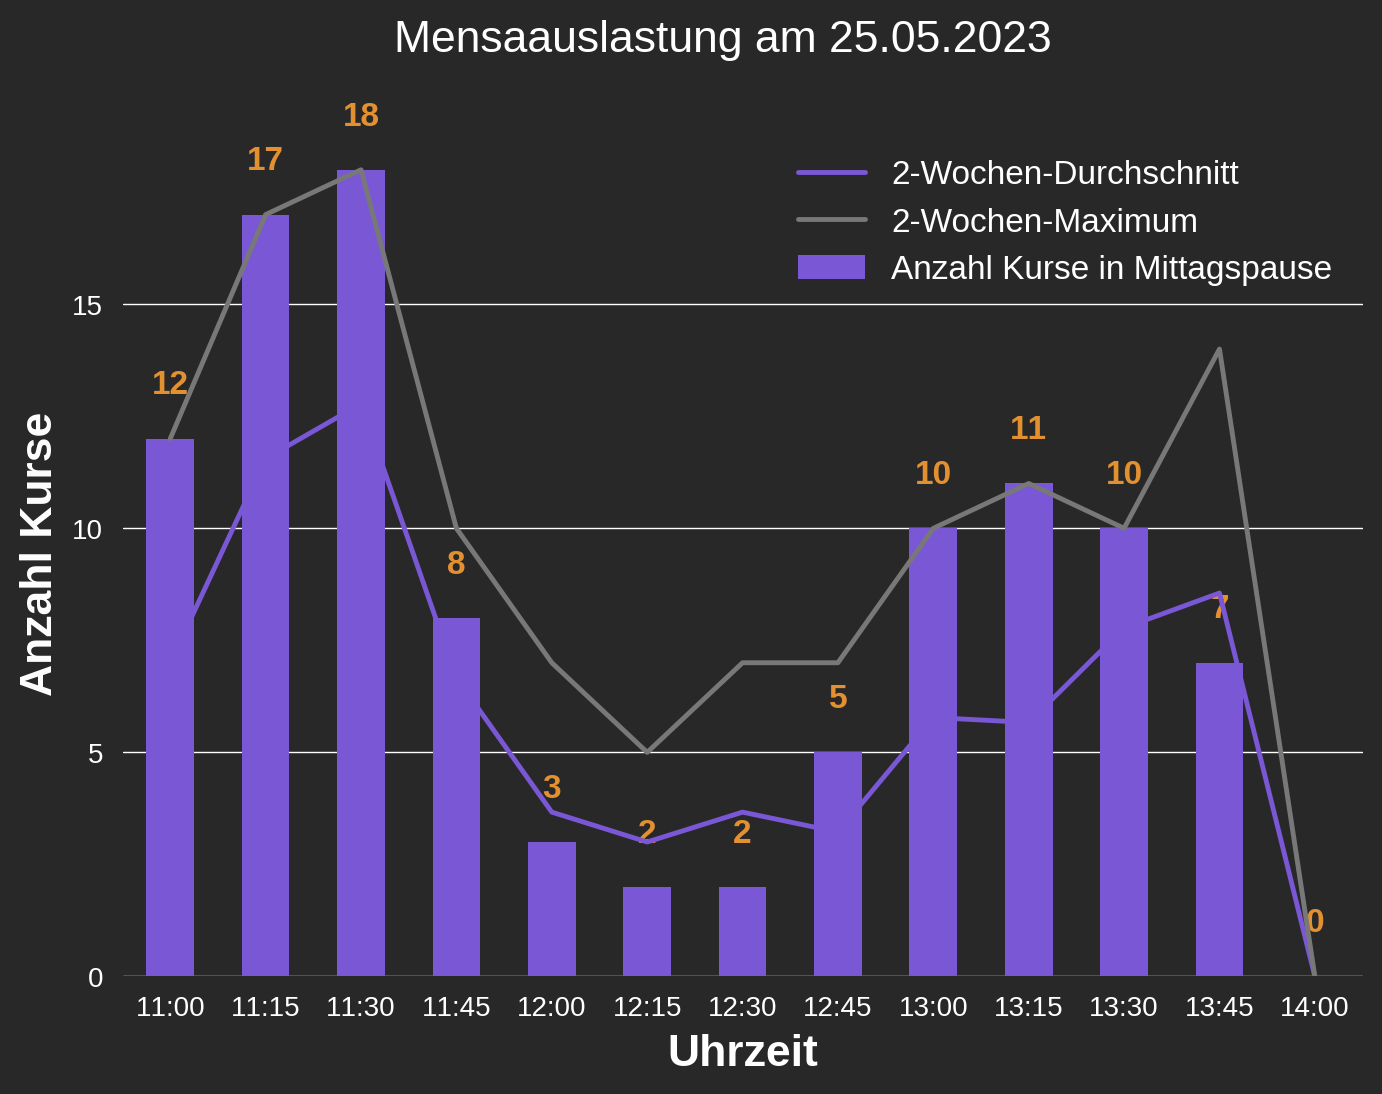 Mensaauslastung am 25.05.2023
18
17
2-Wochen-Durchschnitt
2-Wochen-Maximum
Anzahl Kurse in Mittagspause
15
12
11
10
10
10
8
7
5
5
3
2
2
0
0
Anzahl Kurse
11:00 11:15 11:30 11:45 12:00 12:15 12:30 12:45 13:00 13:15 13:30 13:45 14:00
Uhrzeit